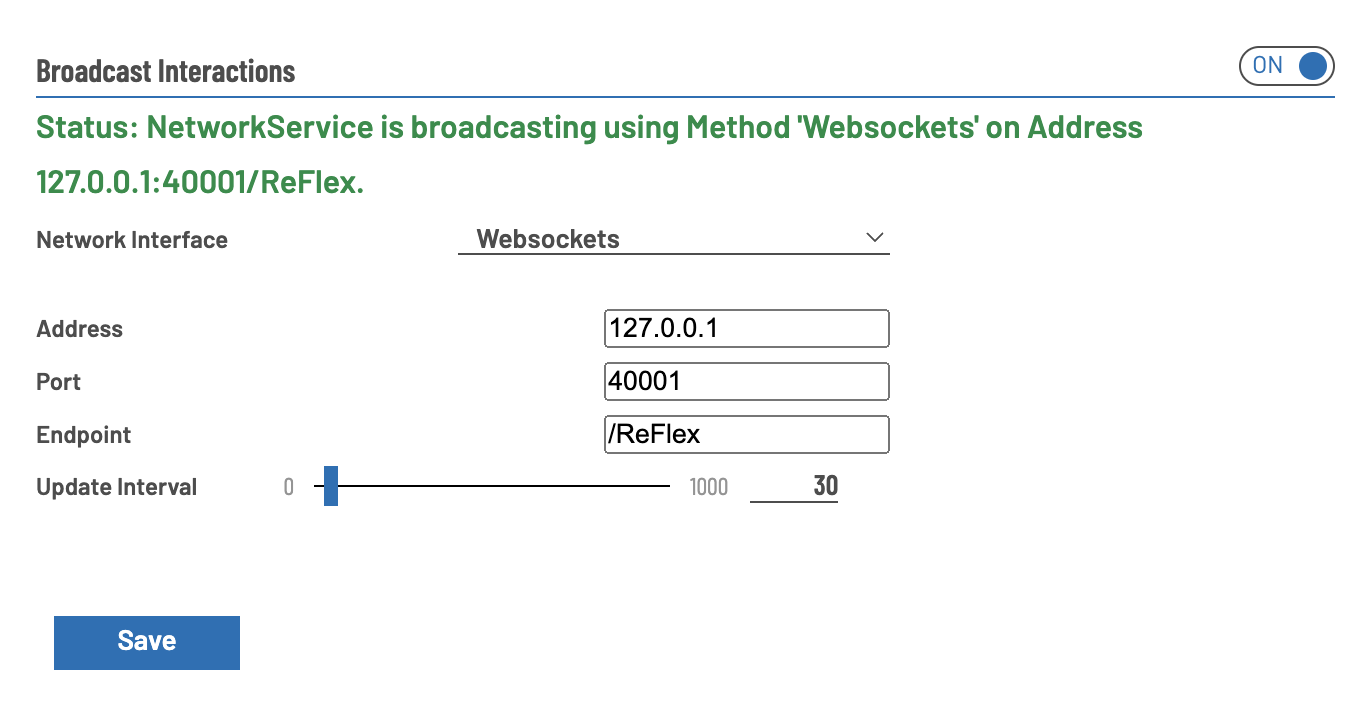 Broadcast Interactions
ON
Status: NetworkService is broadcasting using Method 'Websockets' on Address
127.0.0.1:40001/ReFlex.
Network Interface Websockets
Address 127.0.0.1
Port 40001
Endpoint /ReFlex
Update Interval 0 1000 30
Save